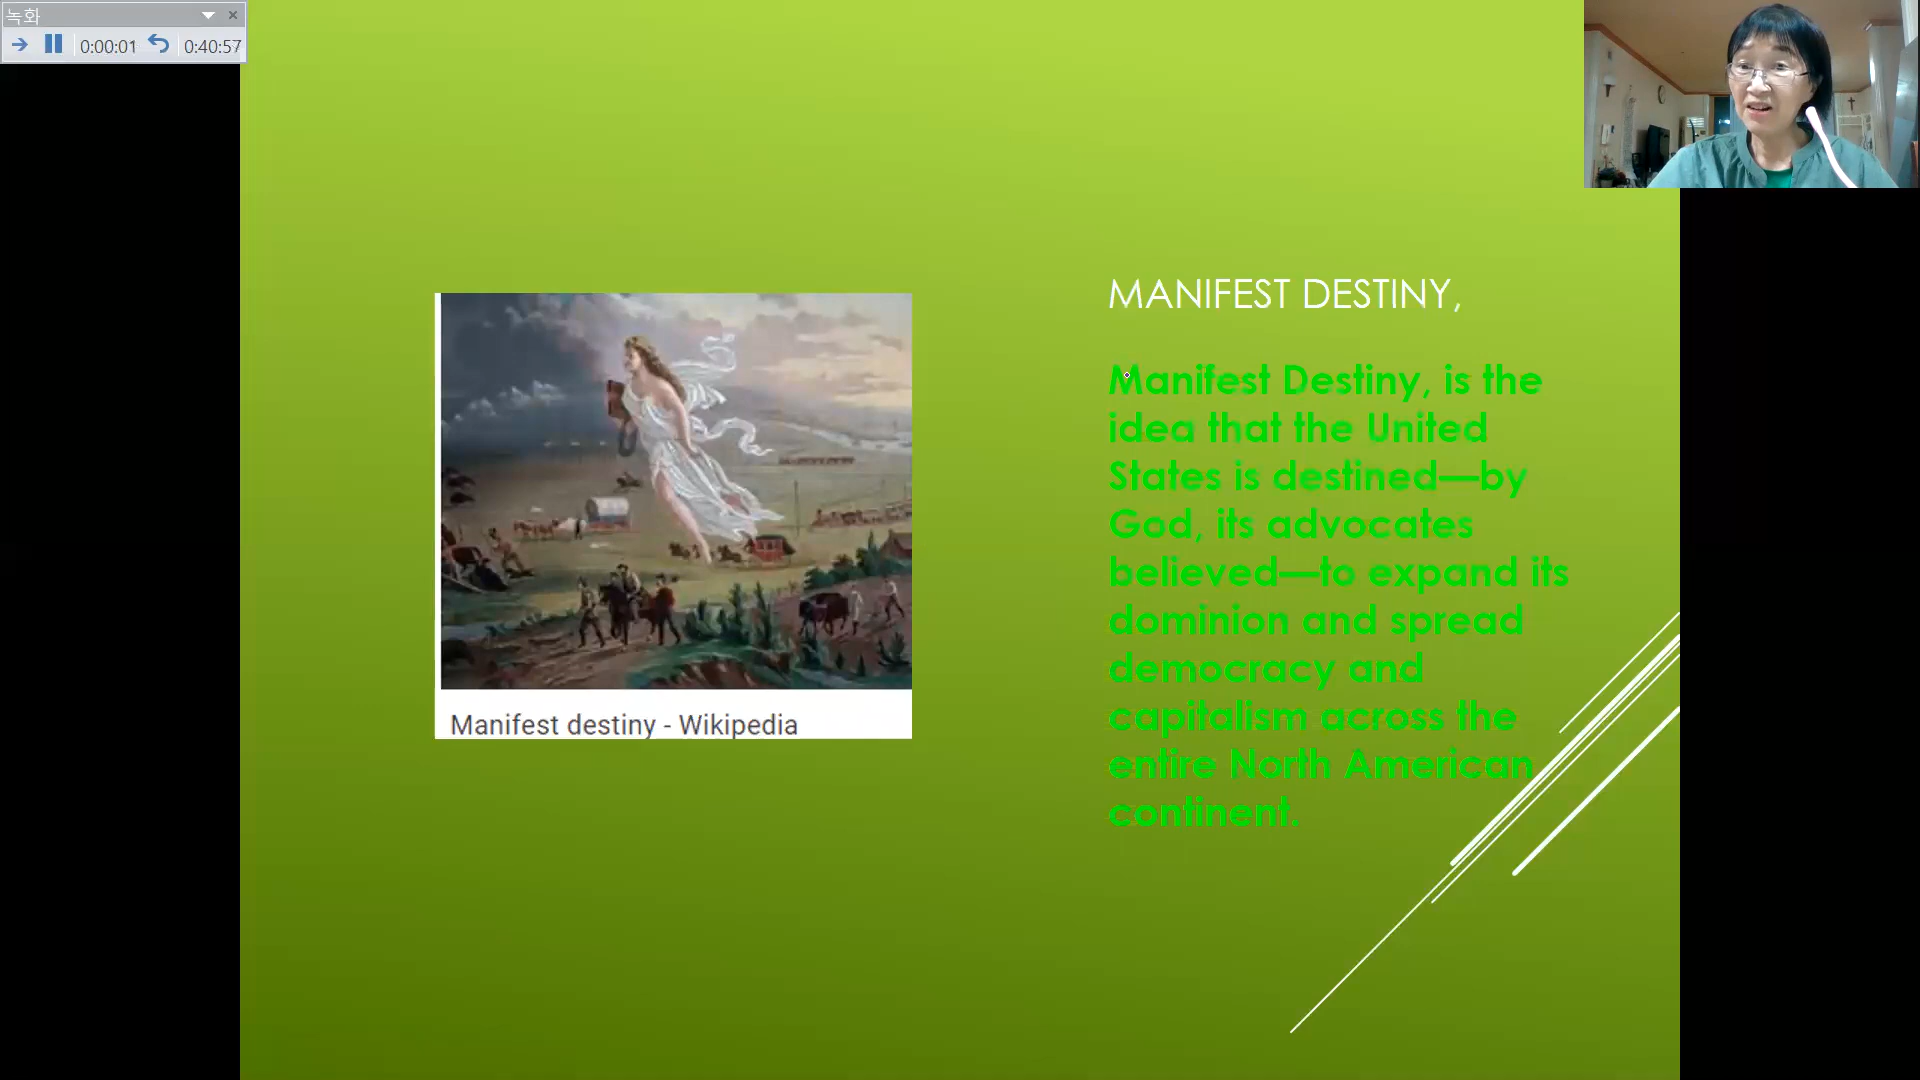 녹화
0:00:01 0:40:57
MANIFEST DESTINY,
Manifest Destiny, is the
idea that the United
States is destined—by
God, its advocates
believed—to expand its
dominion and spread
democracy and
capitalism across the
entire North American
continent.
Manifest destiny - Wikipedia